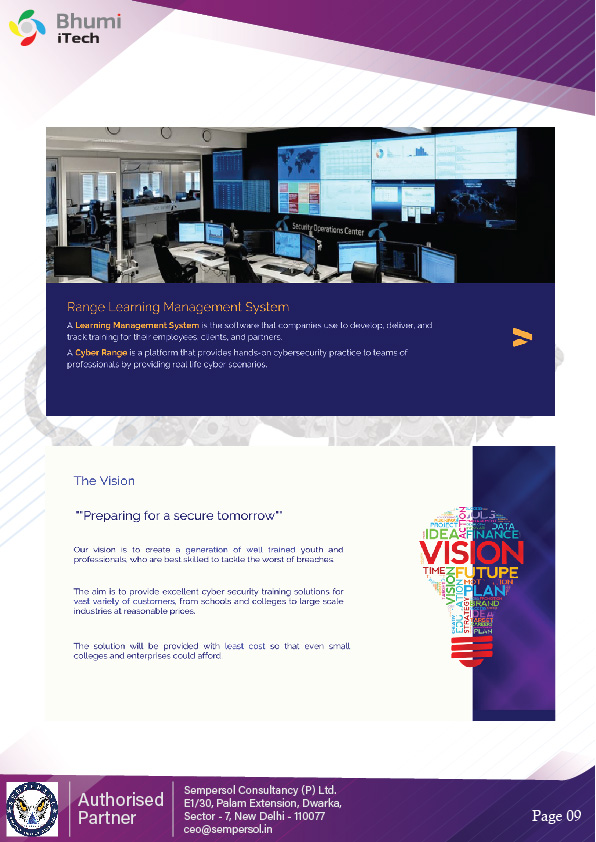 Bhumi
iTech
Security Operations Center
Range Learning Management System
A Learning Management System is the software that companies use to develop, deliver, and
track training for their employees, clients, and partners.
A Cyber Range is a platform that provides hands-on cybersecurity practice to teams of
professionals by providing real life cyber scenarios.
The Vision
""Preparing for a secure tomorrow""
Our vision is to create a generation of well trained youth and
professionals, who are best skilled to tackle the worst of breaches.
The aim is to provide excellent cyber security training solutions for
vast variety of customers, from schools and colleges to large scale
industries at reasonable prices.
The solution will be provided with least cost so that even small
colleges and enterprises could afford.
PROJECT
ACTION
DATA
IDEA
FINANCE
VISION
TIME
FUTURE
VISION
PLAN
BRAND
STRATEGY
IDEA
TARGET
CAREERS
PLAN
Authorised
Partner
Sempersol Consultancy (P) Ltd.
E1/30, Palam Extension, Dwarka,
Sector - 7, New Delhi - 110077
ceo@sempersol.in
Page 09